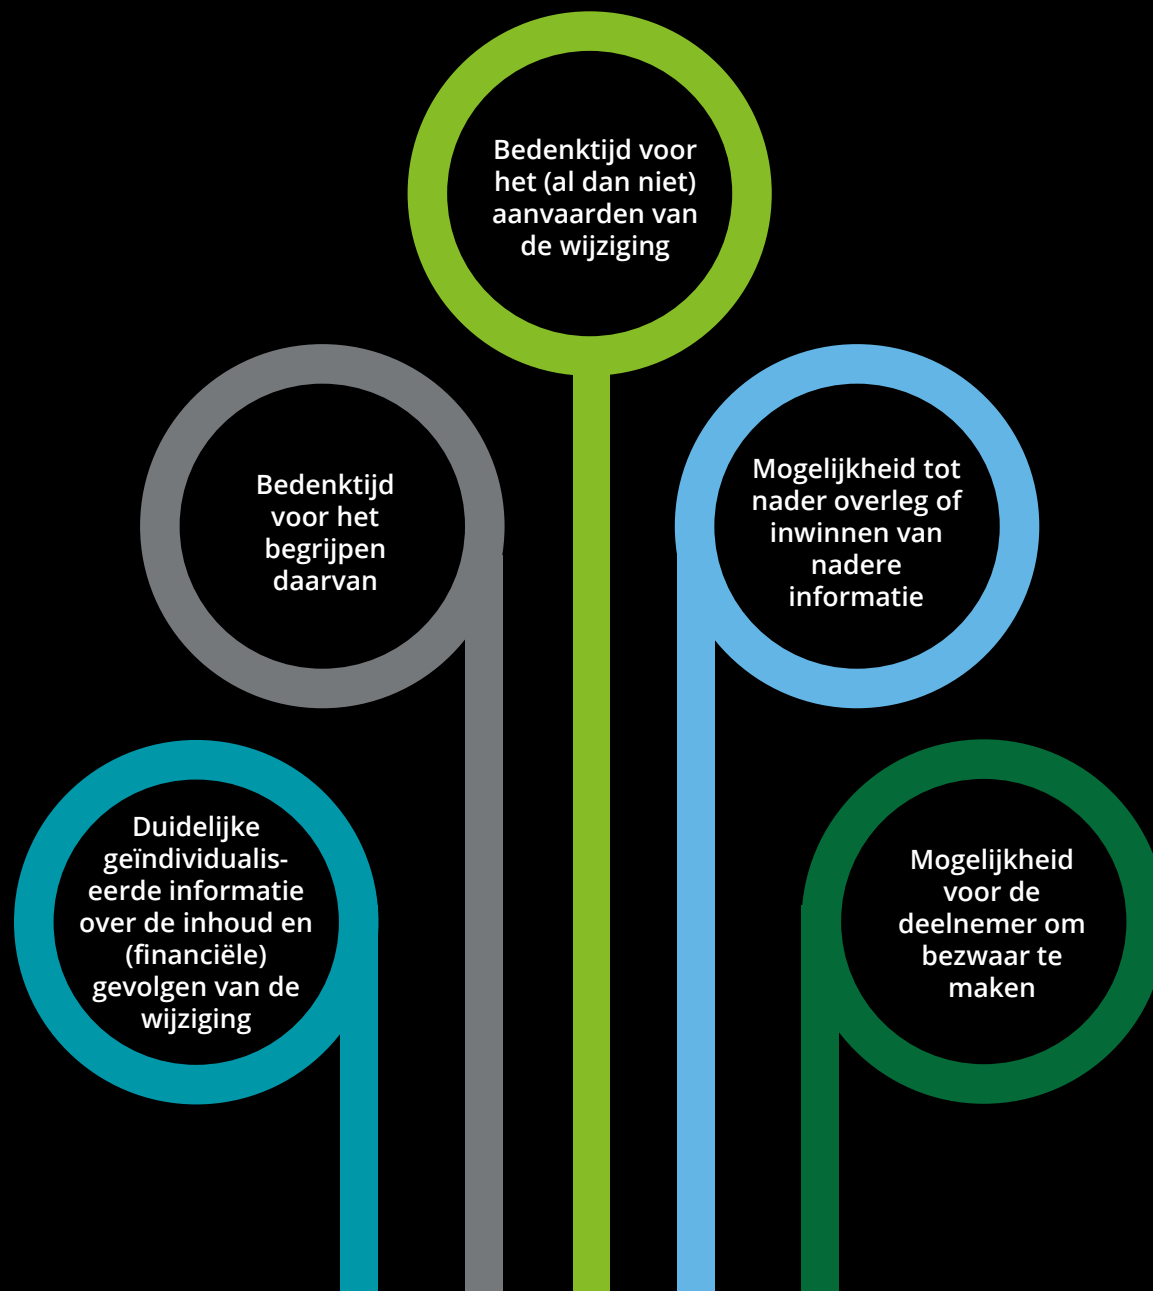 Bedenktijd voor
het (al dan niet)
aanvaarden van
de wijziging
Bedenktijd
voor het
begrijpen
daarvan
Mogelijkheid tot
nader overleg of
inwinnen van
nadere
informatie
Duidelijke
geïndividualis-
eerde informatie
over de inhoud en
(financiële)
gevolgen van de
wijziging
Mogelijkheid
voor de
deelnemer om
bezwaar te
maken